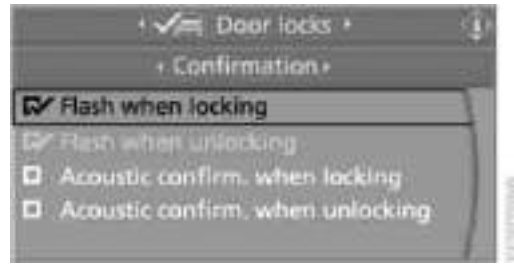 Door locks
Confirmation
Flash when locking
Flash when unlocking
Acoustic confirm. when locking
Acoustic confirm. when unlocking